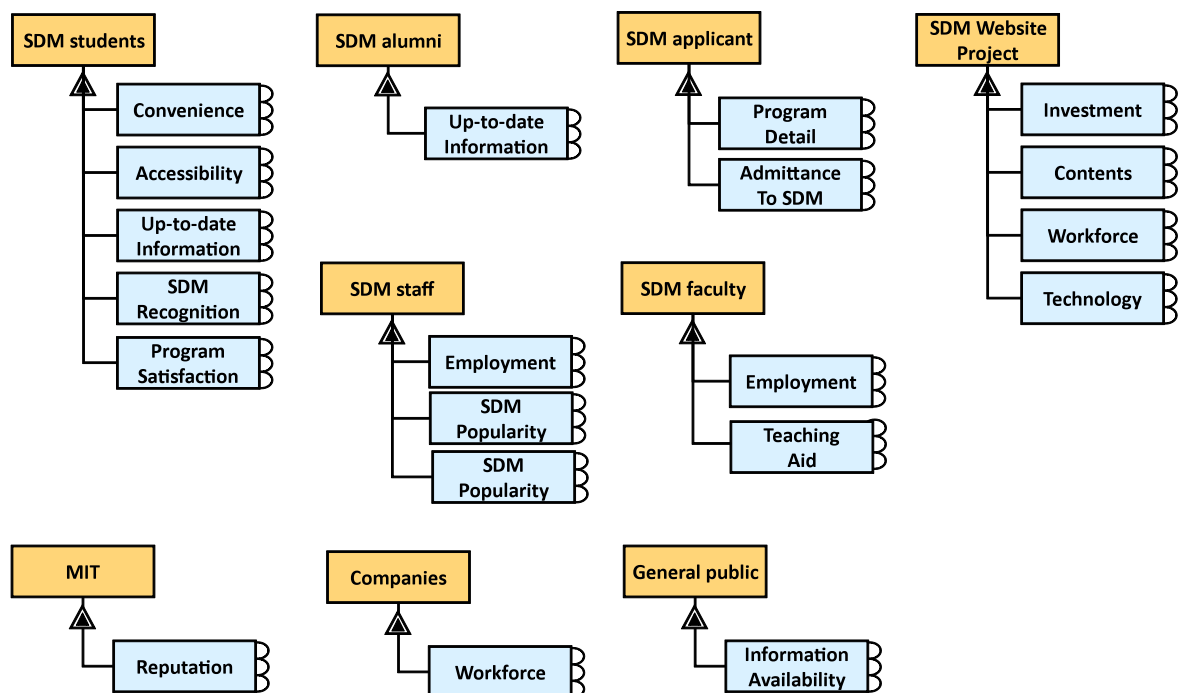 SDM students
Convenience
Accessibility
Up-to-date
Information
SDM
Recognition
Program
Satisfaction
SDM alumni
Up-to-date
Information
SDM applicant
Program
Detail
Admittance
To SDM
SDM Website
Project
Investment
Contents
Workforce
Technology
SDM staff
Employment
SDM
Popularity
SDM
Popularity
SDM faculty
Employment
Teaching
Aid
MIT
Reputation
Companies
Workforce
General public
Information
Availability